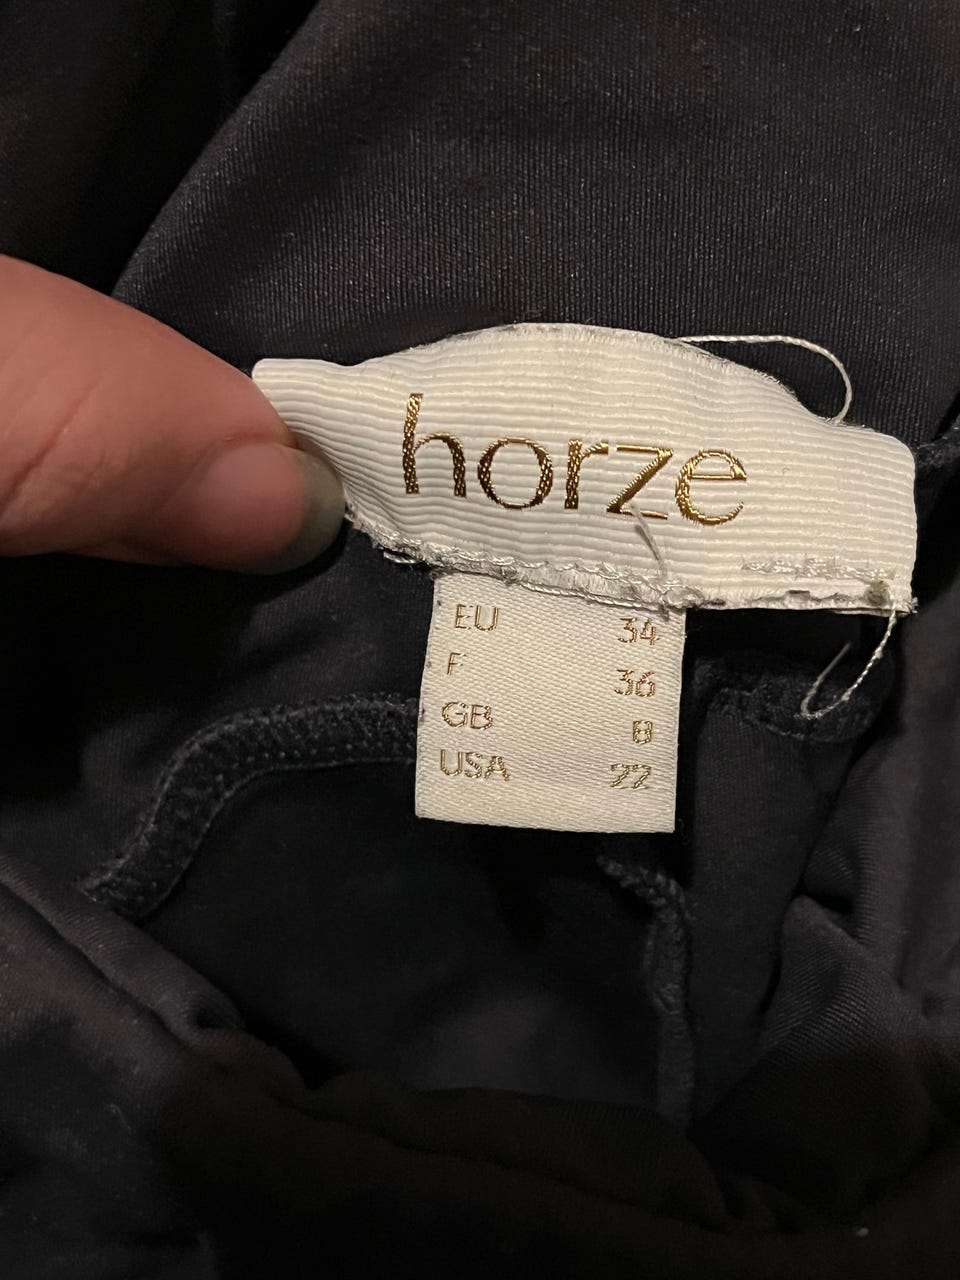 horze
EU 34
F 36
GB 8
USA 22